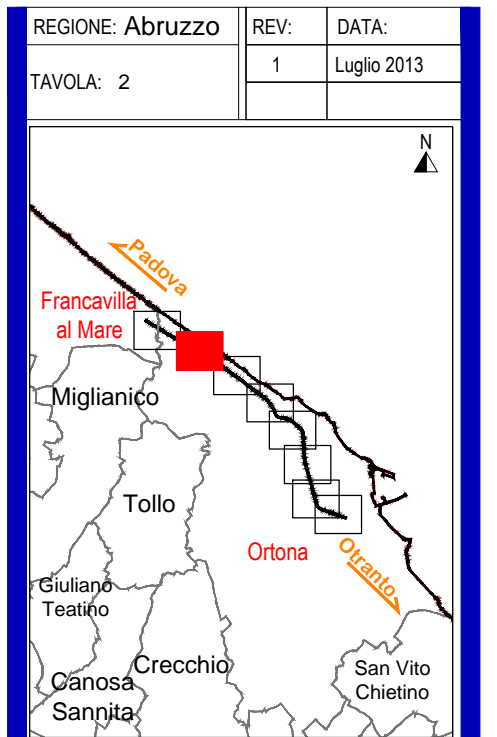 REGIONE: Abruzzo
REV:
DATA:
TAVOLA: 2
1
Luglio 2013
N
Padova
Francavilla
al Mare
Miglianico
Tollo
Ortona
Otranto
Giuliano
Teatino
Crecchio
San Vito
Chietino
Canosa
Sannita